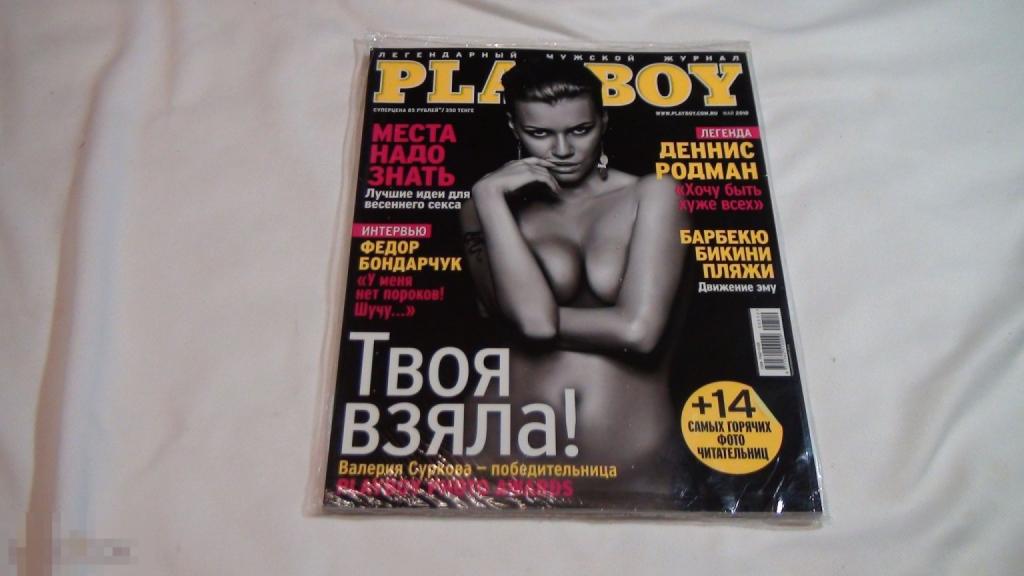 ЛЕГЕНДАРНЫЙ МУЖСКОЙ ЖУРНАЛ
PLAYBOY
СУПЕРЦЕНА 85 РУБЛЕЙ*/350 ТЕНГЕ
WWW.PLAYBOY.COM.RU МАЙ 2010
МЕСТА
НАДО
ЗНАТЬ
Лучшие идеи для
весеннего секса
ИНТЕРВЬЮ
ФЕДОР
БОНДАРЧУК
«У меня
нет пороков!
Шучу...»
ЛЕГЕНДА
ДЕННИС
РОДМАН
«Хочу быть
хуже всех»
БАРБЕКЮ
БИКИНИ
ПЛЯЖИ
Движение эму
Твоя
взяла!
Валерия Суркова – победительница
PLAYBOY PHOTO AWARDS
+14
САМЫХ ГОРЯЧИХ
ФОТО
ЧИТАТЕЛЬНИЦ